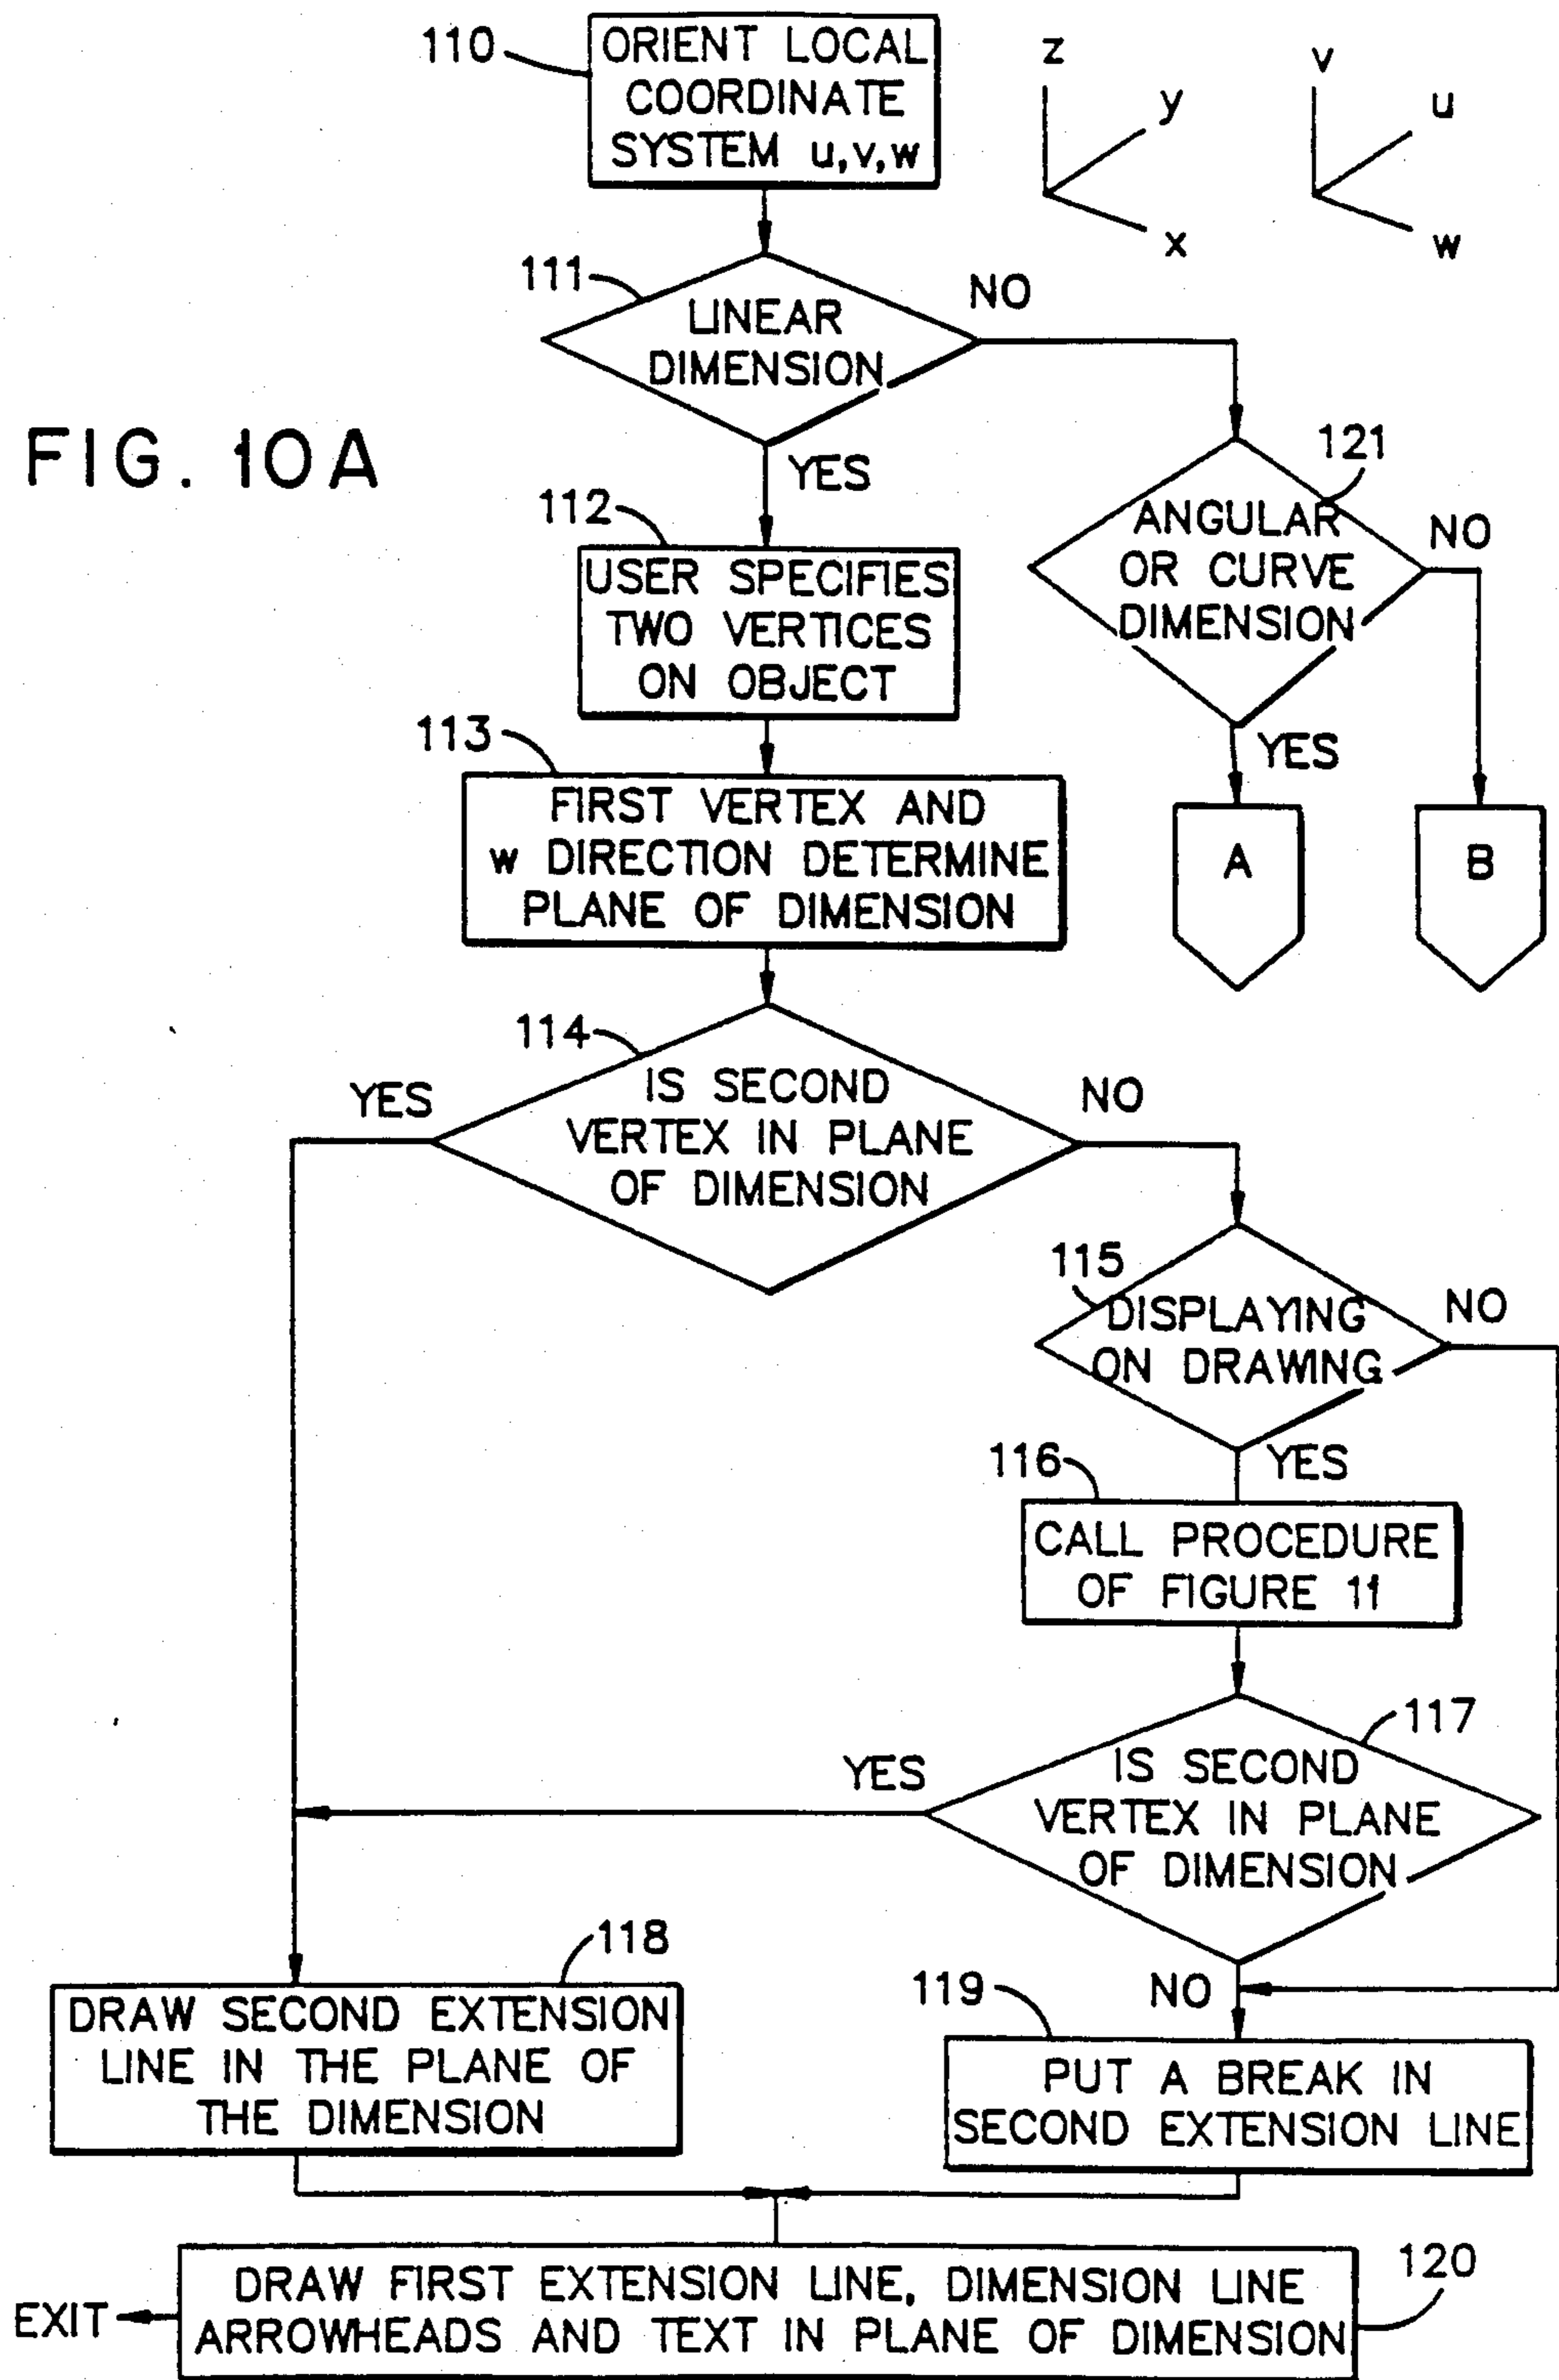 110
ORIENT LOCAL
COORDINATE
SYSTEM u,v,w
z
y
x
v
u
w
111
LINEAR
DIMENSION
NO
YES
FIG. 10A
121
ANGULAR
OR CURVE
DIMENSION
NO
YES
A
B
112
USER SPECIFIES
TWO VERTICES
ON OBJECT
113
FIRST VERTEX AND
w DIRECTION DETERMINE
PLANE OF DIMENSION
114
IS SECOND
VERTEX IN PLANE
OF DIMENSION
YES
NO
115
DISPLAYING
ON DRAWING
NO
YES
116
CALL PROCEDURE
OF FIGURE 11
117
IS SECOND
VERTEX IN PLANE
OF DIMENSION
YES
NO
118
DRAW SECOND EXTENSION
LINE IN THE PLANE OF
THE DIMENSION
119
PUT A BREAK IN
SECOND EXTENSION LINE
120
DRAW FIRST EXTENSION LINE, DIMENSION LINE
ARROWHEADS AND TEXT IN PLANE OF DIMENSION
EXIT